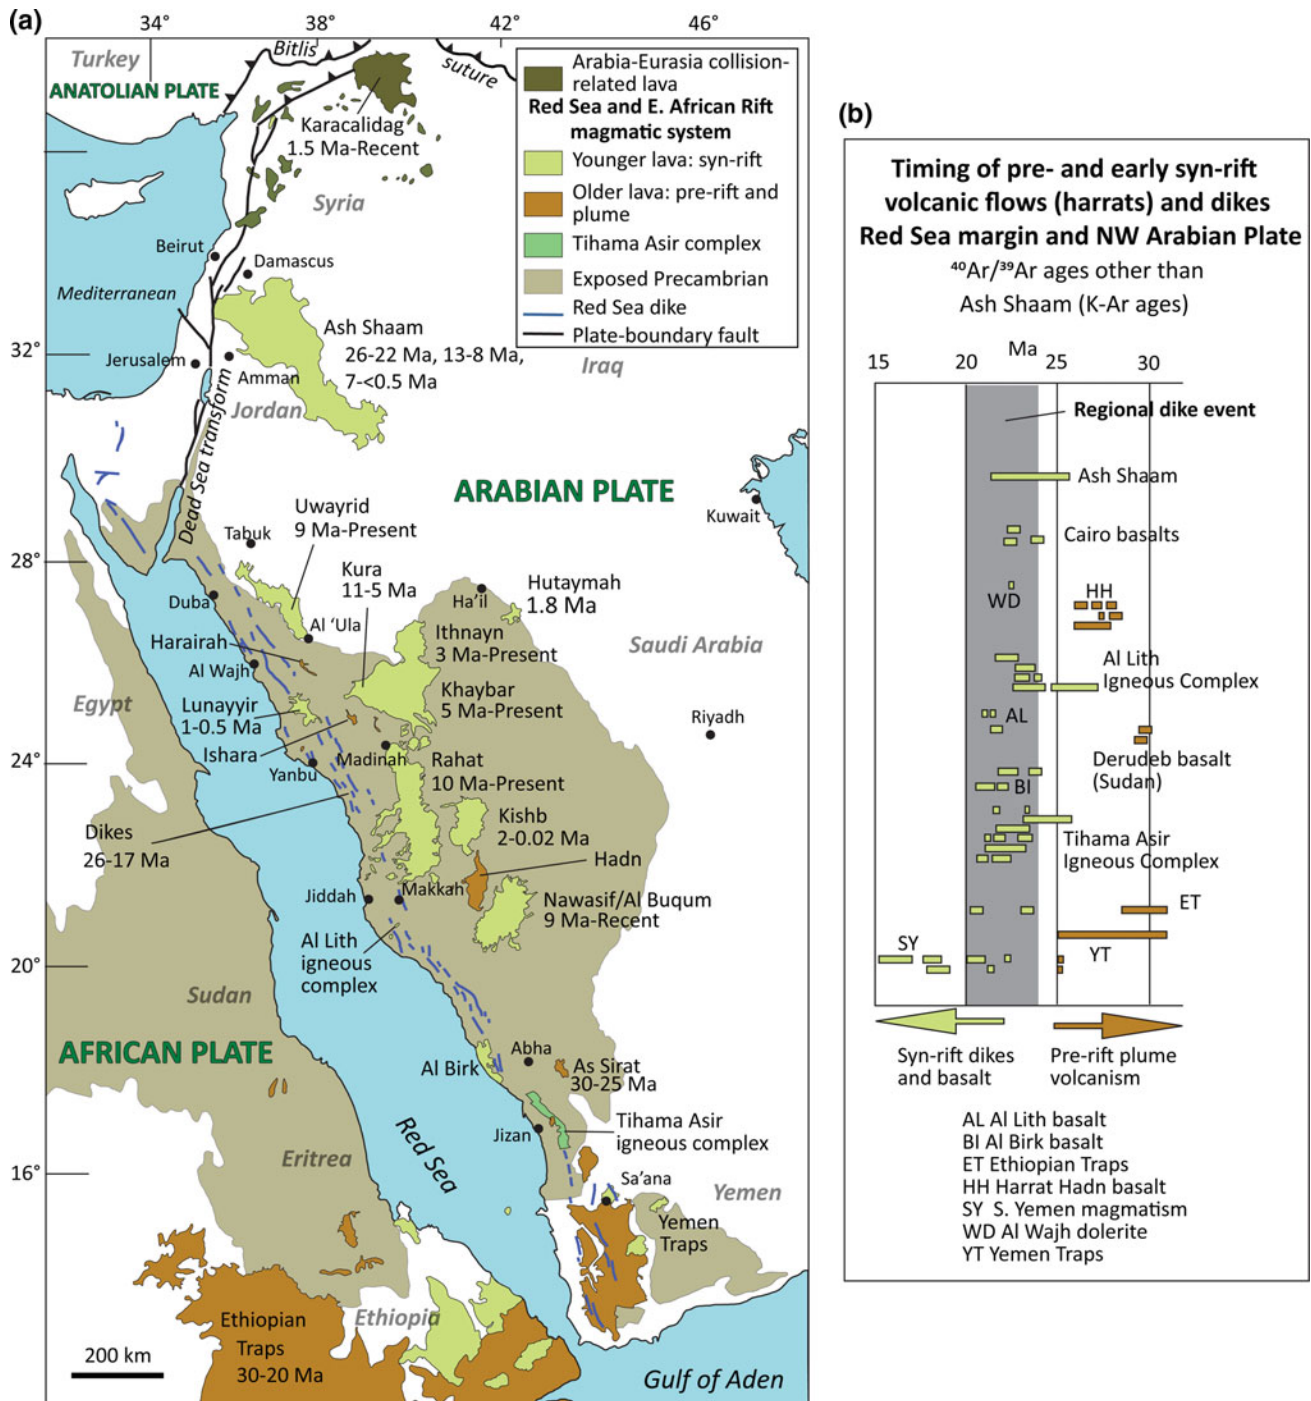 (a)
34°
38°
42°
46°
Turkey
Bitlis
suture
ANATOLIAN PLATE
Karacalidag
1.5 Ma-Recent
Arabia-Eurasia collision-
related lava
Red Sea and E. African Rift
magmatic system
Younger lava: syn-rift
Older lava: pre-rift and
plume
Tihama Asir complex
Exposed Precambrian
Red Sea dike
Plate-boundary fault
Syria
Beirut
Damascus
Mediterranean
Ash Shaam
26-22 Ma, 13-8 Ma,
7-<0.5 Ma
32°
Jerusalem
Amman
Iraq
Jordan
Dead Sea transform
ARABIAN PLATE
Kuwait
Uwayrid
9 Ma-Present
Tabuk
28°
Kura
11-5 Ma
Hutaymah
1.8 Ma
Duba
Ha'il
Al 'Ula
Ithnayn
3 Ma-Present
Saudi Arabia
Harairah
Al Wajh
Egypt
Khaybar
5 Ma-Present
Lunayyir
1-0.5 Ma
Riyadh
Ishara
24°
Madinah
Yanbu
Rahat
10 Ma-Present
Kishb
2-0.02 Ma
Dikes
26-17 Ma
Hadn
Jiddah
Makkah
Nawasif/Al Buqum
9 Ma-Recent
Al Lith
igneous
complex
20°
Sudan
AFRICAN PLATE
Al Birk
Abha
As Sirat
30-25 Ma
Tihama Asir
igneous complex
Jizan
Red Sea
Eritrea
16°
Sa'ana
Yemen
Yemen
Traps
Ethiopia
Ethiopian
Traps
30-20 Ma
200 km
Gulf of Aden
(b)
Timing of pre- and early syn-rift
volcanic flows (harrats) and dikes
Red Sea margin and NW Arabian Plate
⁴⁰Ar/³⁹Ar ages other than
Ash Shaam (K-Ar ages)
Ma
15 20 25 30
Regional dike event
Ash Shaam
Cairo basalts
WD
HH
Al Lith
Igneous Complex
AL
Derudeb basalt
(Sudan)
BI
Tihama Asir
Igneous Complex
ET
SY
YT
Syn-rift dikes
and basalt
Pre-rift plume
volcanism
AL Al Lith basalt
BI Al Birk basalt
ET Ethiopian Traps
HH Harrat Hadn basalt
SY S. Yemen magmatism
WD Al Wajh dolerite
YT Yemen Traps